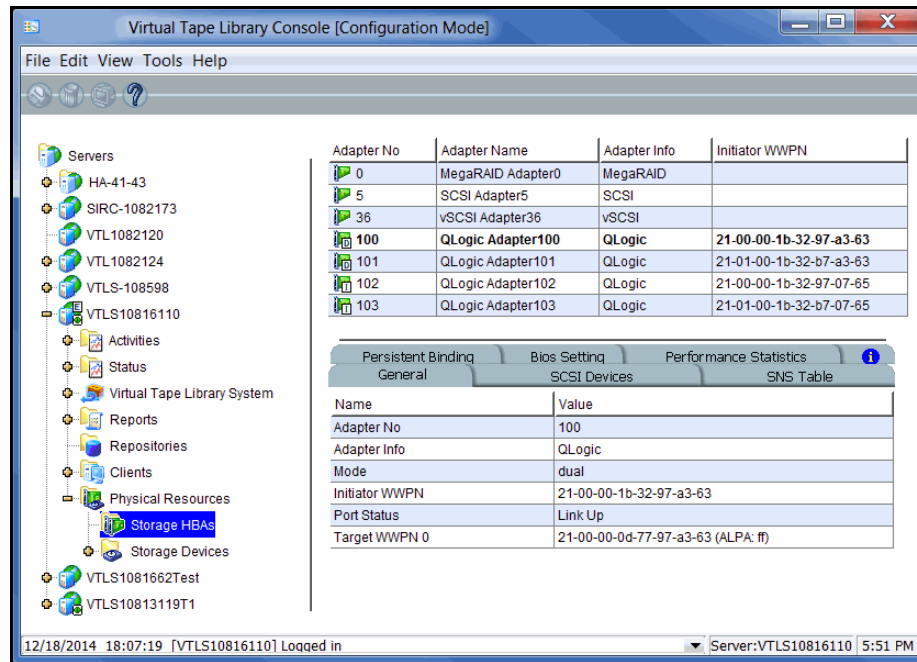 Virtual Tape Library Console [Configuration Mode]
File Edit View Tools Help
Servers
HA-41-43
SIRC-1082173
VTL1082120
VTL1082124
VTLS-108598
VTLS10816110
Activities
Status
Virtual Tape Library System
Reports
Repositories
Clients
Physical Resources
Storage HBAs
Storage Devices
VTLS1081662Test
VTLS10813119T1
Adapter No Adapter Name Adapter Info Initiator WWPN
0 MegaRAID Adapter0 MegaRAID
5 SCSI Adapter5 SCSI
36 vSCSI Adapter36 vSCSI
D 100 QLogic Adapter100 QLogic 21-00-00-1b-32-97-a3-63
D 101 QLogic Adapter101 QLogic 21-01-00-1b-32-b7-a3-63
T 102 QLogic Adapter102 QLogic 21-00-00-1b-32-97-07-65
T 103 QLogic Adapter103 QLogic 21-01-00-1b-32-b7-07-65
Persistent Binding Bios Setting Performance Statistics i
General SCSI Devices SNS Table
Name Value
Adapter No 100
Adapter Info QLogic
Mode dual
Initiator WWPN 21-00-00-1b-32-97-a3-63
Port Status Link Up
Target WWPN 0 21-00-00-0d-77-97-a3-63 (ALPA: ff)
12/18/2014 18:07:19 [VTLS10816110] Logged in Server:VTLS10816110 5:51 PM